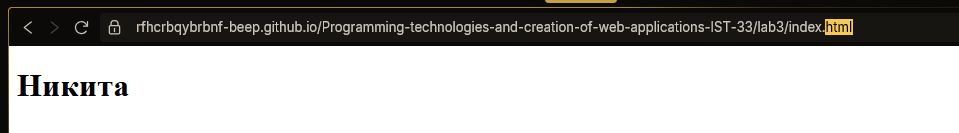 rfhcrbqybrbnf-beep.github.io/Programming-technologies-and-creation-of-web-applications-IST-33/lab3/index.html
Никита